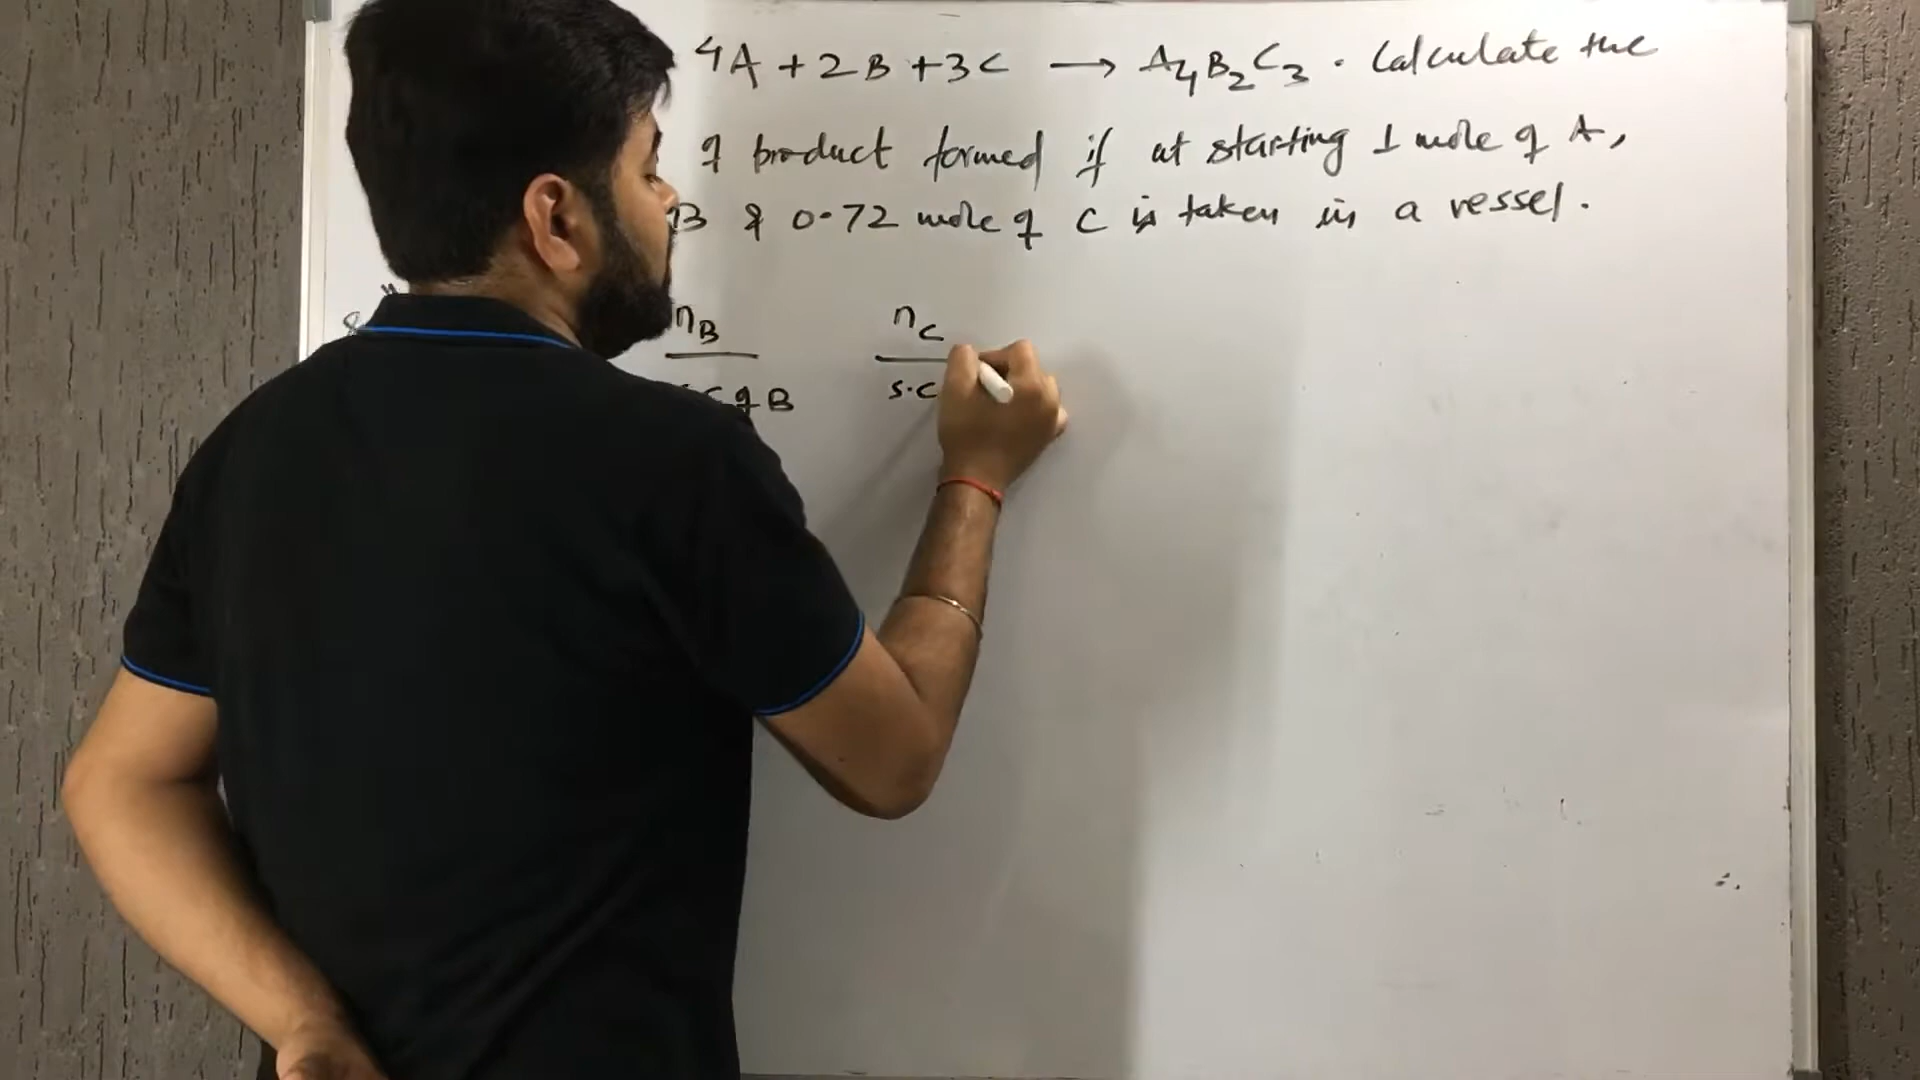 4A + 2B + 3C → A₄B₂C₃ . Calculate the
of product formed if at starting 1 mole of A,
B & 0.72 mole of C is taken in a vessel.
n_B n_C
of B s.c